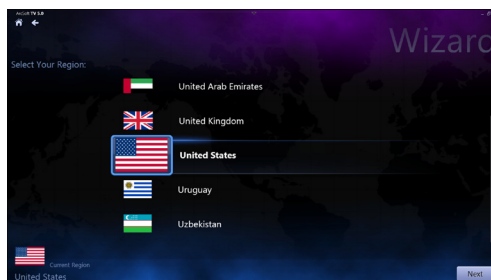 ArcSoft TV 5.0
Wizard
Select Your Region:
United Arab Emirates
United Kingdom
United States
Uruguay
Uzbekistan
Current Region
United States
Next